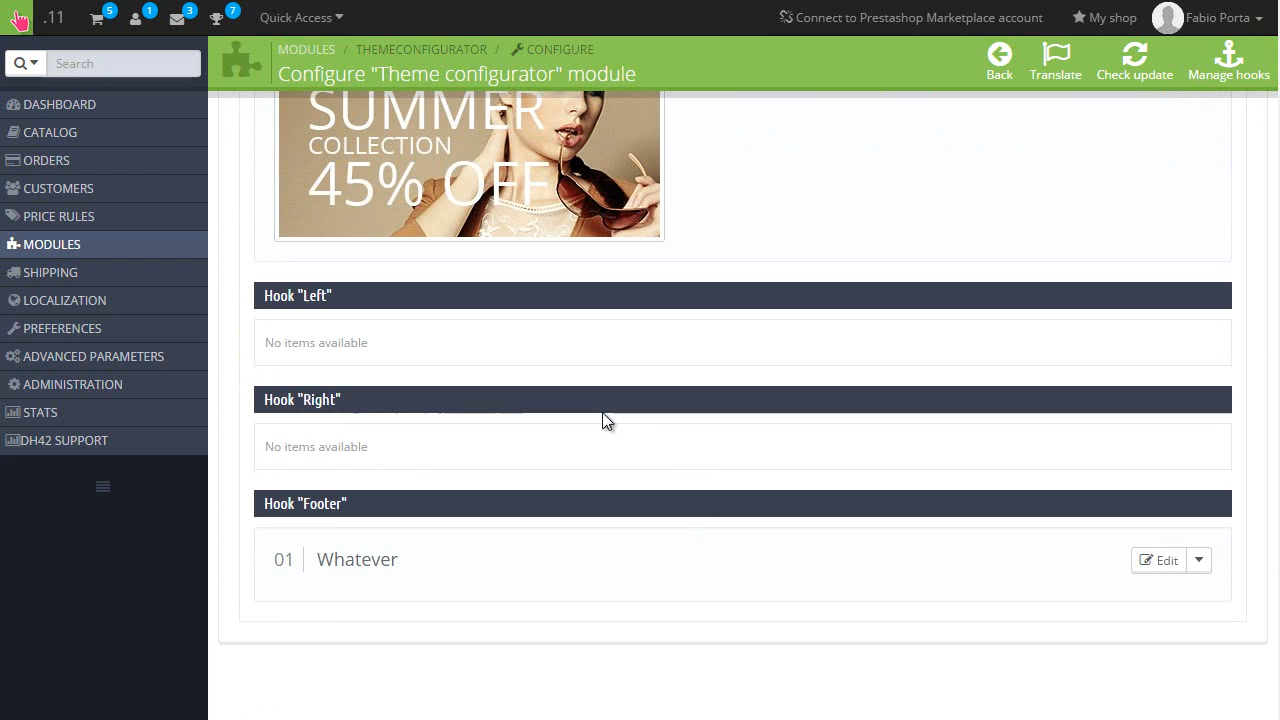 .11 5 1 3 7 Quick Access Connect to Prestashop Marketplace account My shop Fabio Porta
Search
MODULES / THEMECONFIGURATOR / CONFIGURE
Configure "Theme configurator" module
Back Translate Check update Manage hooks
DASHBOARD
CATALOG
ORDERS
CUSTOMERS
PRICE RULES
MODULES
SHIPPING
LOCALIZATION
PREFERENCES
ADVANCED PARAMETERS
ADMINISTRATION
STATS
DH42 SUPPORT
SUMMER
COLLECTION
45% OFF
Hook "Left"
No items available
Hook "Right"
No items available
Hook "Footer"
01 Whatever Edit